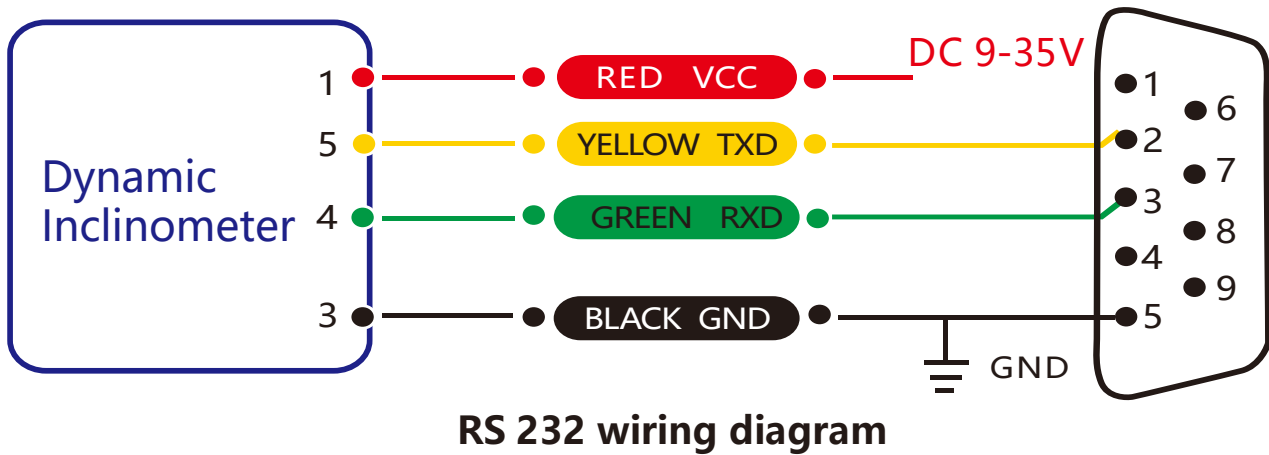 DC 9-35V
1 RED VCC 1
6
5 YELLOW TXD 2
Dynamic
Inclinometer
7
4 GREEN RXD 3
8
4
9
3 BLACK GND 5
GND
RS 232 wiring diagram